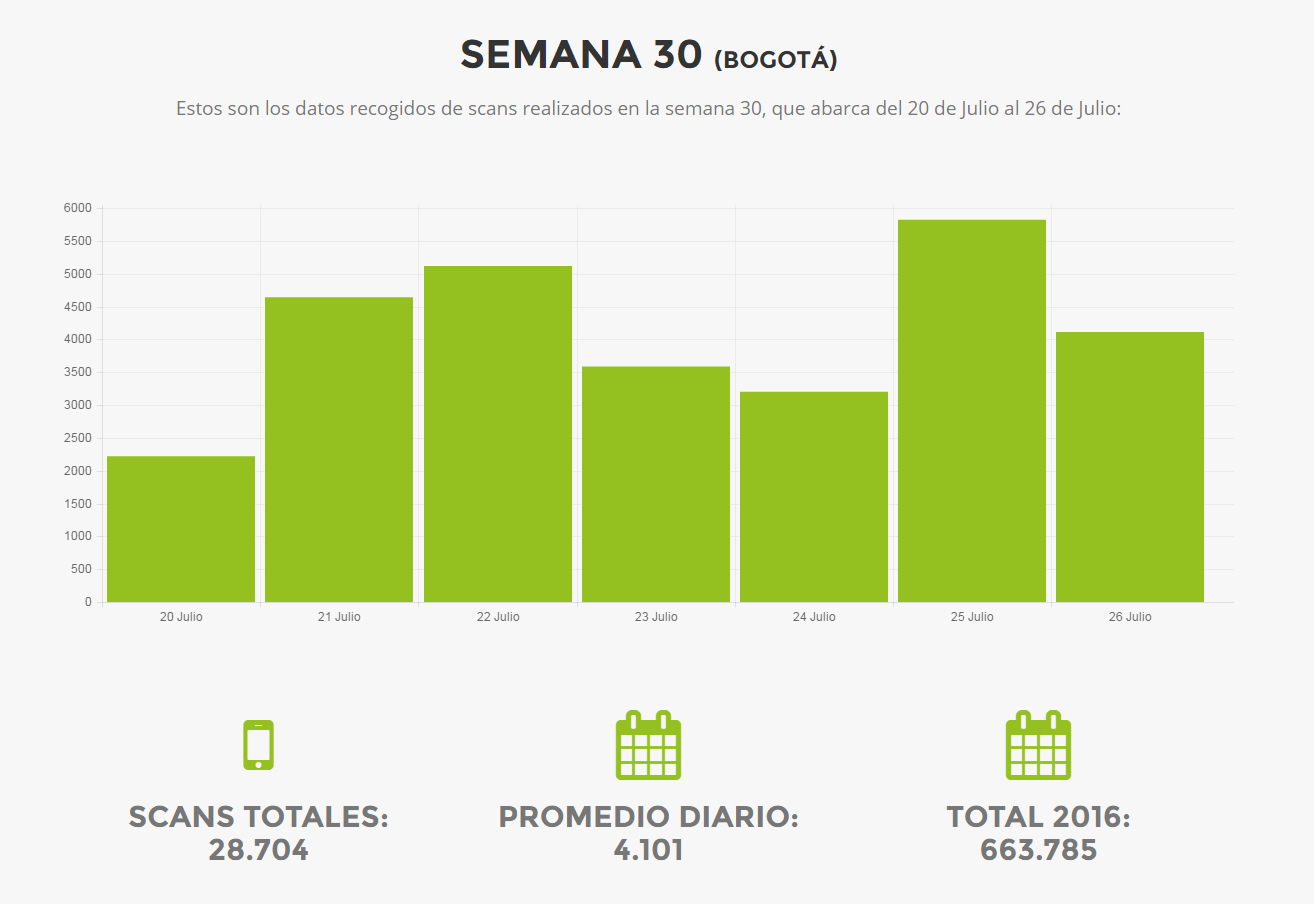 SEMANA 30 (BOGOTÁ)
Estos son los datos recogidos de scans realizados en la semana 30, que abarca del 20 de Julio al 26 de Julio:
6000
5500
5000
4500
4000
3500
3000
2500
2000
1500
1000
500
0
20 Julio
21 Julio
22 Julio
23 Julio
24 Julio
25 Julio
26 Julio
SCANS TOTALES:
28.704
PROMEDIO DIARIO:
4.101
TOTAL 2016:
663.785